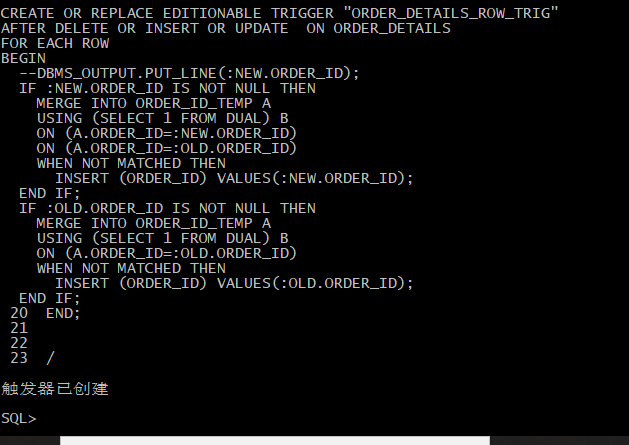 CREATE OR REPLACE EDITIONABLE TRIGGER "ORDER_DETAILS_ROW_TRIG"
AFTER DELETE OR INSERT OR UPDATE  ON ORDER_DETAILS
FOR EACH ROW
BEGIN
  --DBMS_OUTPUT.PUT_LINE(:NEW.ORDER_ID);
  IF :NEW.ORDER_ID IS NOT NULL THEN
    MERGE INTO ORDER_ID_TEMP A
    USING (SELECT 1 FROM DUAL) B
    ON (A.ORDER_ID=:NEW.ORDER_ID)
    ON (A.ORDER_ID=:OLD.ORDER_ID)
    WHEN NOT MATCHED THEN
      INSERT (ORDER_ID) VALUES(:NEW.ORDER_ID);
  END IF;
  IF :OLD.ORDER_ID IS NOT NULL THEN
    MERGE INTO ORDER_ID_TEMP A
    USING (SELECT 1 FROM DUAL) B
    ON (A.ORDER_ID=:OLD.ORDER_ID)
    WHEN NOT MATCHED THEN
      INSERT (ORDER_ID) VALUES(:OLD.ORDER_ID);
  END IF;
 20  END;
 21
 22
 23  /
触发器已创建
SQL>